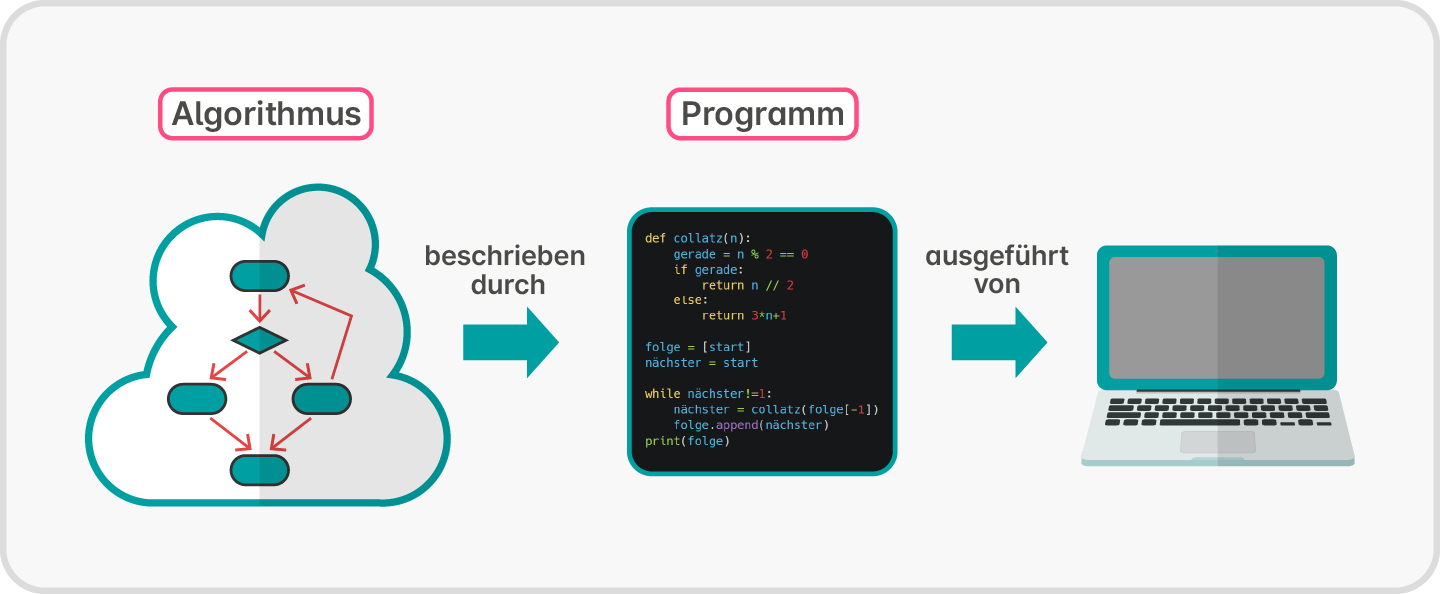 Algorithmus
Programm
beschrieben
durch
def collatz(n):
    gerade = n % 2 == 0
    if gerade:
        return n // 2
    else:
        return 3*n+1

folge = [start]
nächster = start

while nächster!=1:
    nächster = collatz(folge[-1])
    folge.append(nächster)
print(folge)
ausgeführt
von